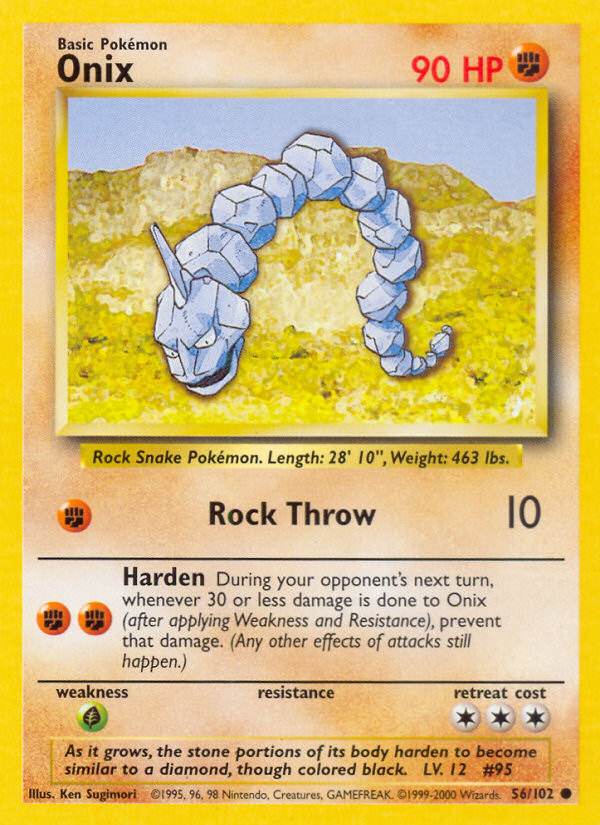 Basic Pokémon
Onix
90 HP
Rock Snake Pokémon. Length: 28' 10", Weight: 463 lbs.
Rock Throw 10
Harden During your opponent's next turn,
whenever 30 or less damage is done to Onix
(after applying Weakness and Resistance), prevent
that damage. (Any other effects of attacks still
happen.)
weakness resistance retreat cost
As it grows, the stone portions of its body harden to become
similar to a diamond, though colored black. LV. 12 #95
Illus. Ken Sugimori ©1995, 96, 98 Nintendo, Creatures, GAMEFREAK. ©1999-2000 Wizards. 56/102